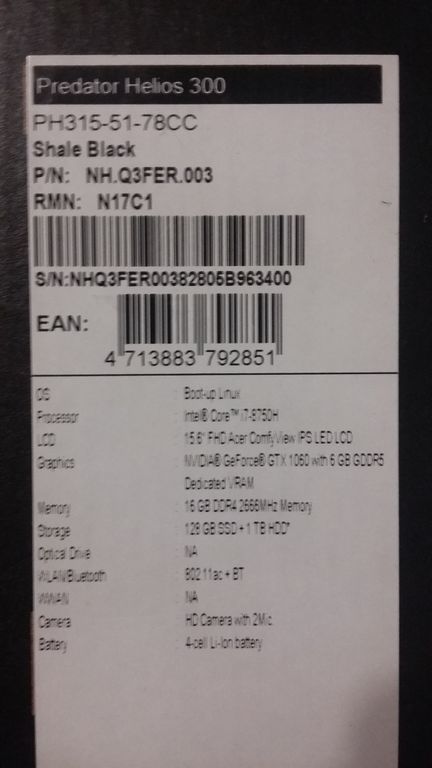 Predator Helios 300
PH315-51-78CC
Shale Black
P/N: NH.Q3FER.003
RMN: N17C1
S/N:NHQ3FER00382805B963400
EAN:
4 713883 792851
OS : Boot-up Linux
Processor : Intel® Core™ i7-8750H
LCD : 15.6" FHD Acer ComfyView IPS LED LCD
Graphics : NVIDIA® GeForce® GTX 1060 with 6 GB GDDR5
Dedicated VRAM
Memory : 16 GB DDR4 2666MHz Memory
Storage : 128 GB SSD + 1 TB HDD*
Optical Drive : NA
WLAN/Bluetooth : 802.11ac + BT
WWAN : NA
Camera : HD Camera with 2Mic
Battery : 4-cell Li-Ion battery